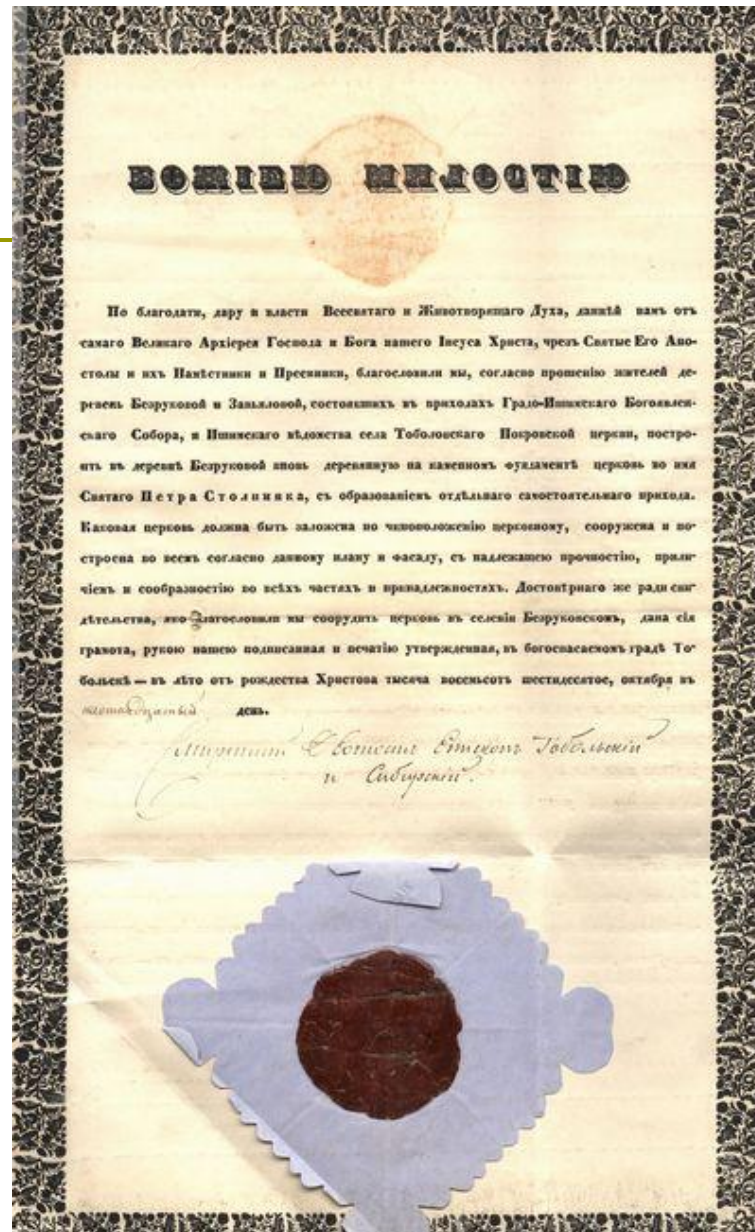 БОЖІЕЮ МИЛОСТІЮ
По благодати, дару и власти Всесвятаго и Животворящаго Духа, даннѣй намъ отъ
самаго Великаго Архіерея Господа и Бога нашего Іисуса Христа, чрезъ Святые Его Апо-
столы и ихъ Намѣстники и Преемники, благословили мы, согласно прошенію жителей де-
ревень Безруковой и Завьяловой, состоявшихъ въ приходахъ Градо-Ишимскаго Богоявлен-
скаго Собора, и Ишимскаго вѣдомства села Тоболовскаго Покровской церкви, постро-
ить въ деревнѣ Безруковой вновь деревянную на каменномъ фундаментѣ церковь во имя
Святаго Петра Столпника, съ образованіемъ отдѣльнаго самостоятельнаго прихода.
Каковая церковь должна быть заложена по чиноположенію церковному, сооружена и по-
строена во всемъ согласно данному плану и фасаду, съ надлежащею прочностію, прили-
чіемъ и сообразностію во всѣхъ частяхъ и принадлежностяхъ. Достовѣрнаго же ради сви-
дѣтельства, яко благословили мы соорудить церковь въ селеніи Безруковскомъ, дана сія
грамота, рукою нашею подписанная и печатію утвержденная, въ богоспасаемомъ градѣ То-
больскѣ — въ лѣто отъ рождества Христова тысяча восемьсотъ шестидесятое, октября въ
день.
Смиренный Ѳеогностъ Епископъ Тобольскій
и Сибирскій.